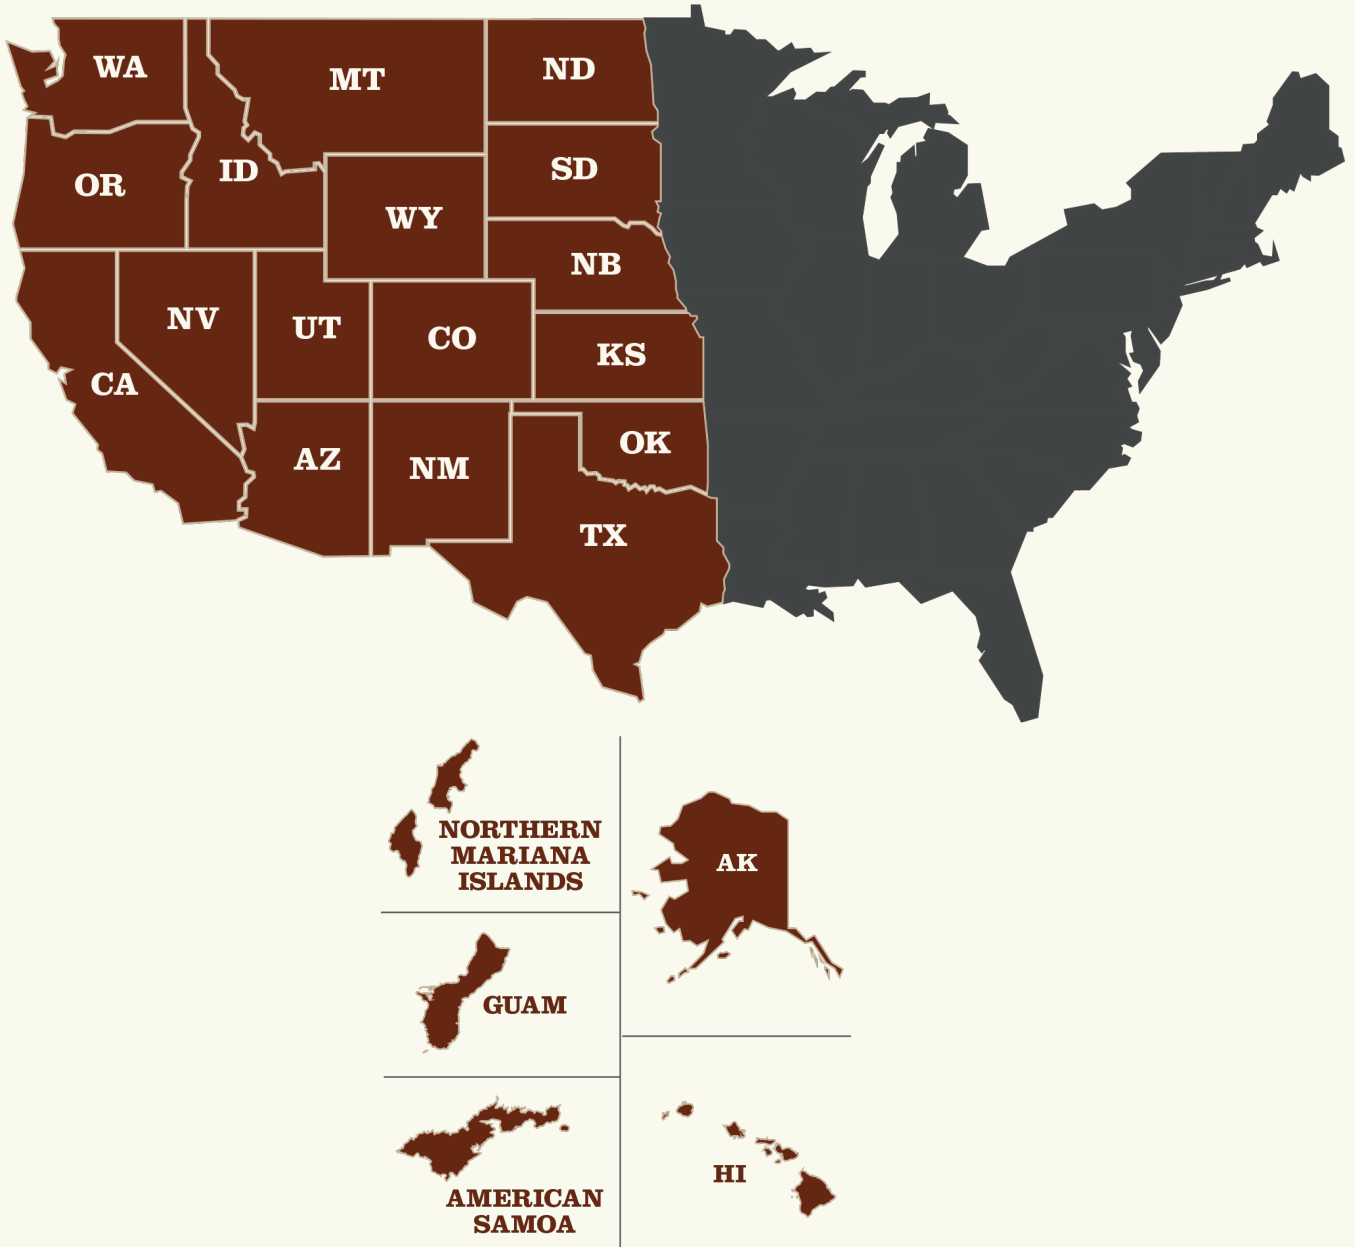 WA
MT
ND
OR
ID
SD
WY
NB
NV
UT
CO
KS
CA
AZ
NM
OK
TX
NORTHERN
MARIANA
ISLANDS
AK
GUAM
HI
AMERICAN
SAMOA